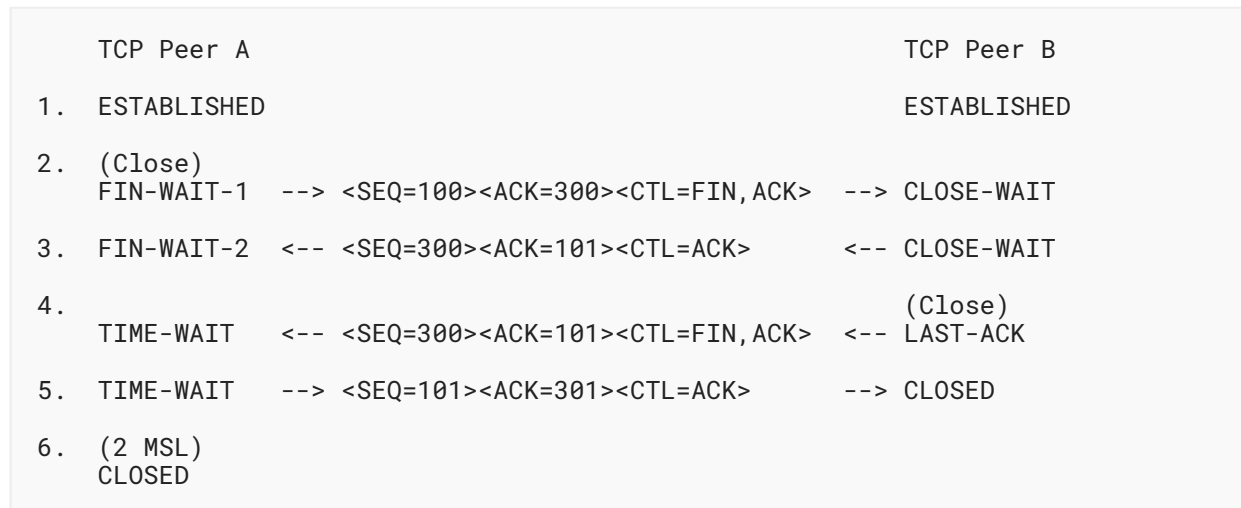 TCP Peer A                                           TCP Peer B
1.  ESTABLISHED                                          ESTABLISHED
2.  (Close)
    FIN-WAIT-1  --> <SEQ=100><ACK=300><CTL=FIN,ACK>  --> CLOSE-WAIT
3.  FIN-WAIT-2  <-- <SEQ=300><ACK=101><CTL=ACK>      <-- CLOSE-WAIT
4.                                                       (Close)
    TIME-WAIT   <-- <SEQ=300><ACK=101><CTL=FIN,ACK>  <-- LAST-ACK
5.  TIME-WAIT   --> <SEQ=101><ACK=301><CTL=ACK>      --> CLOSED
6.  (2 MSL)
    CLOSED